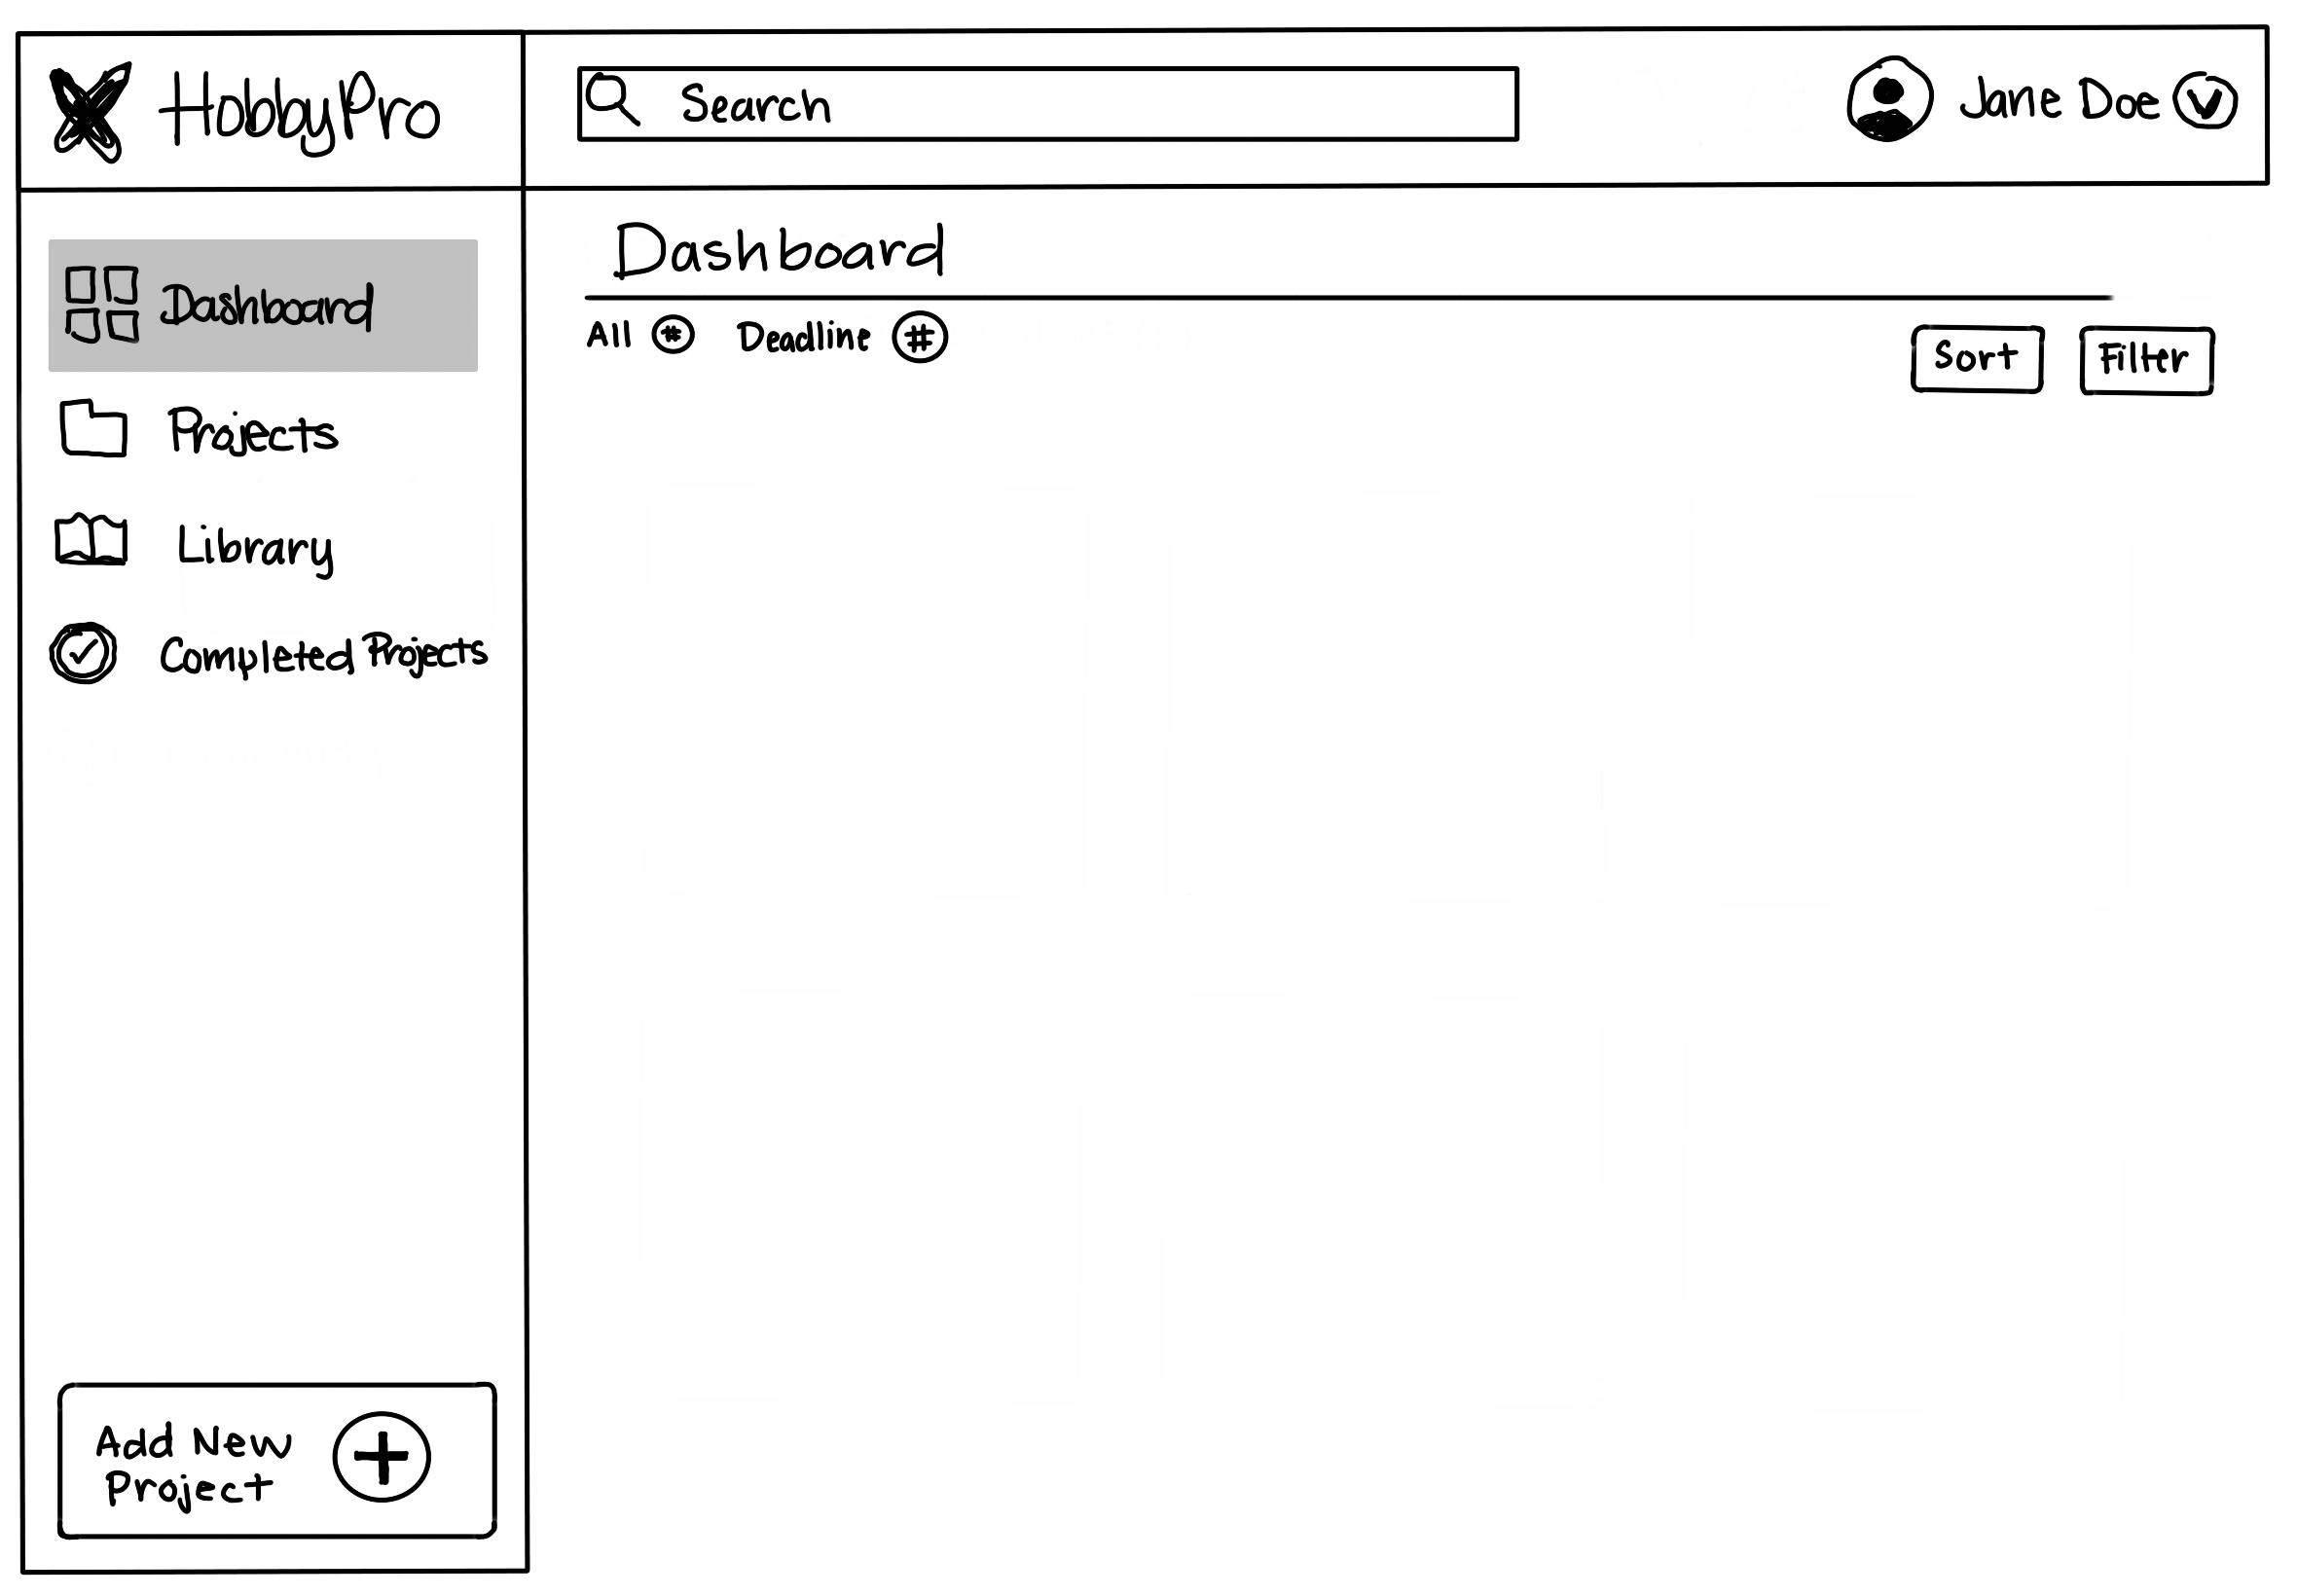 HobbyPro
Search
Jane Doe
Dashboard
Projects
Library
Completed Projects
Add New
Project
Dashboard
All *
Deadline #
Sort
Filter